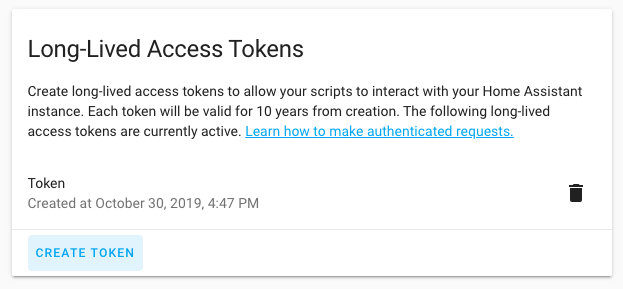 Long-Lived Access Tokens
Create long-lived access tokens to allow your scripts to interact with your Home Assistant
instance. Each token will be valid for 10 years from creation. The following long-lived
access tokens are currently active. Learn how to make authenticated requests.
Token
Created at October 30, 2019, 4:47 PM
CREATE TOKEN